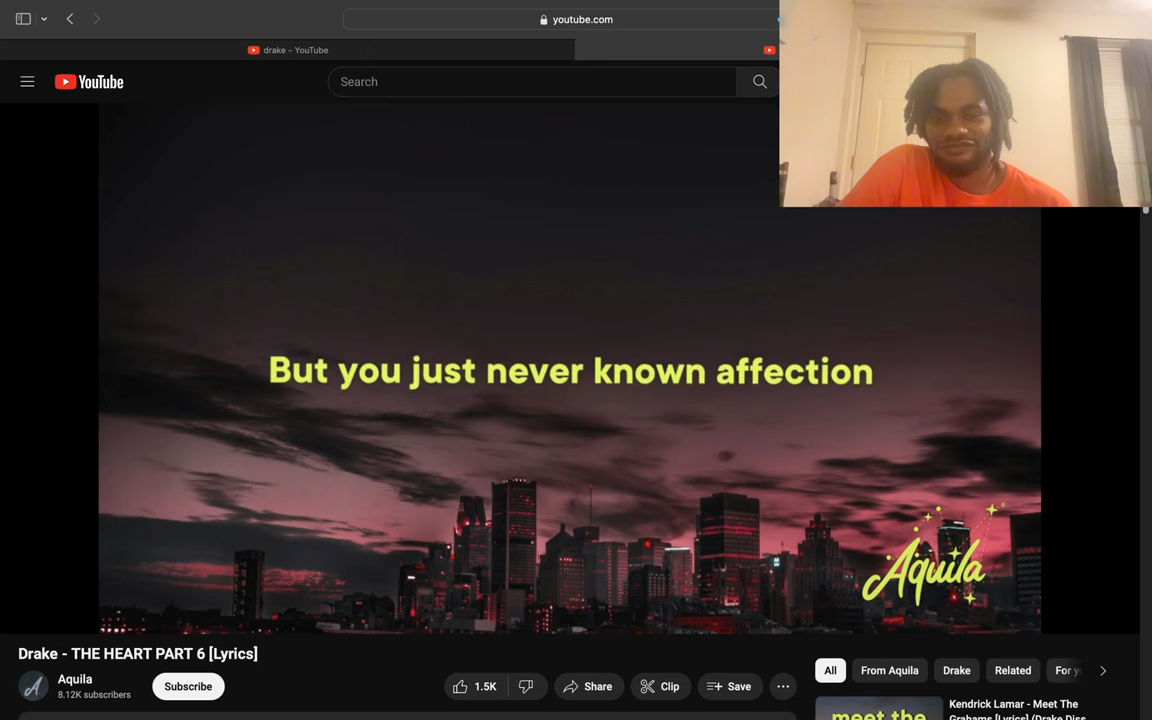 youtube.com
drake - YouTube
YouTube
Search
But you just never known affection
Aquila
Drake - THE HEART PART 6 [Lyrics]
Aquila
8.12K subscribers
Subscribe
1.5K
Share
Clip
Save
All
From Aquila
Drake
Related
For
Kendrick Lamar - Meet The
Grahams [Lyrics] (Drake Diss
meet the